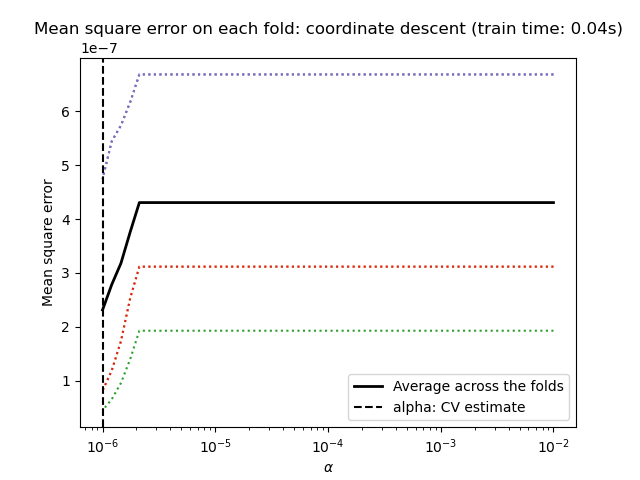 Mean square error on each fold: coordinate descent (train time: 0.04s)
1e−7
6
5
4
3
2
1
Mean square error
Average across the folds
alpha: CV estimate
10⁻⁶
10⁻⁵
10⁻⁴
10⁻³
10⁻²
α